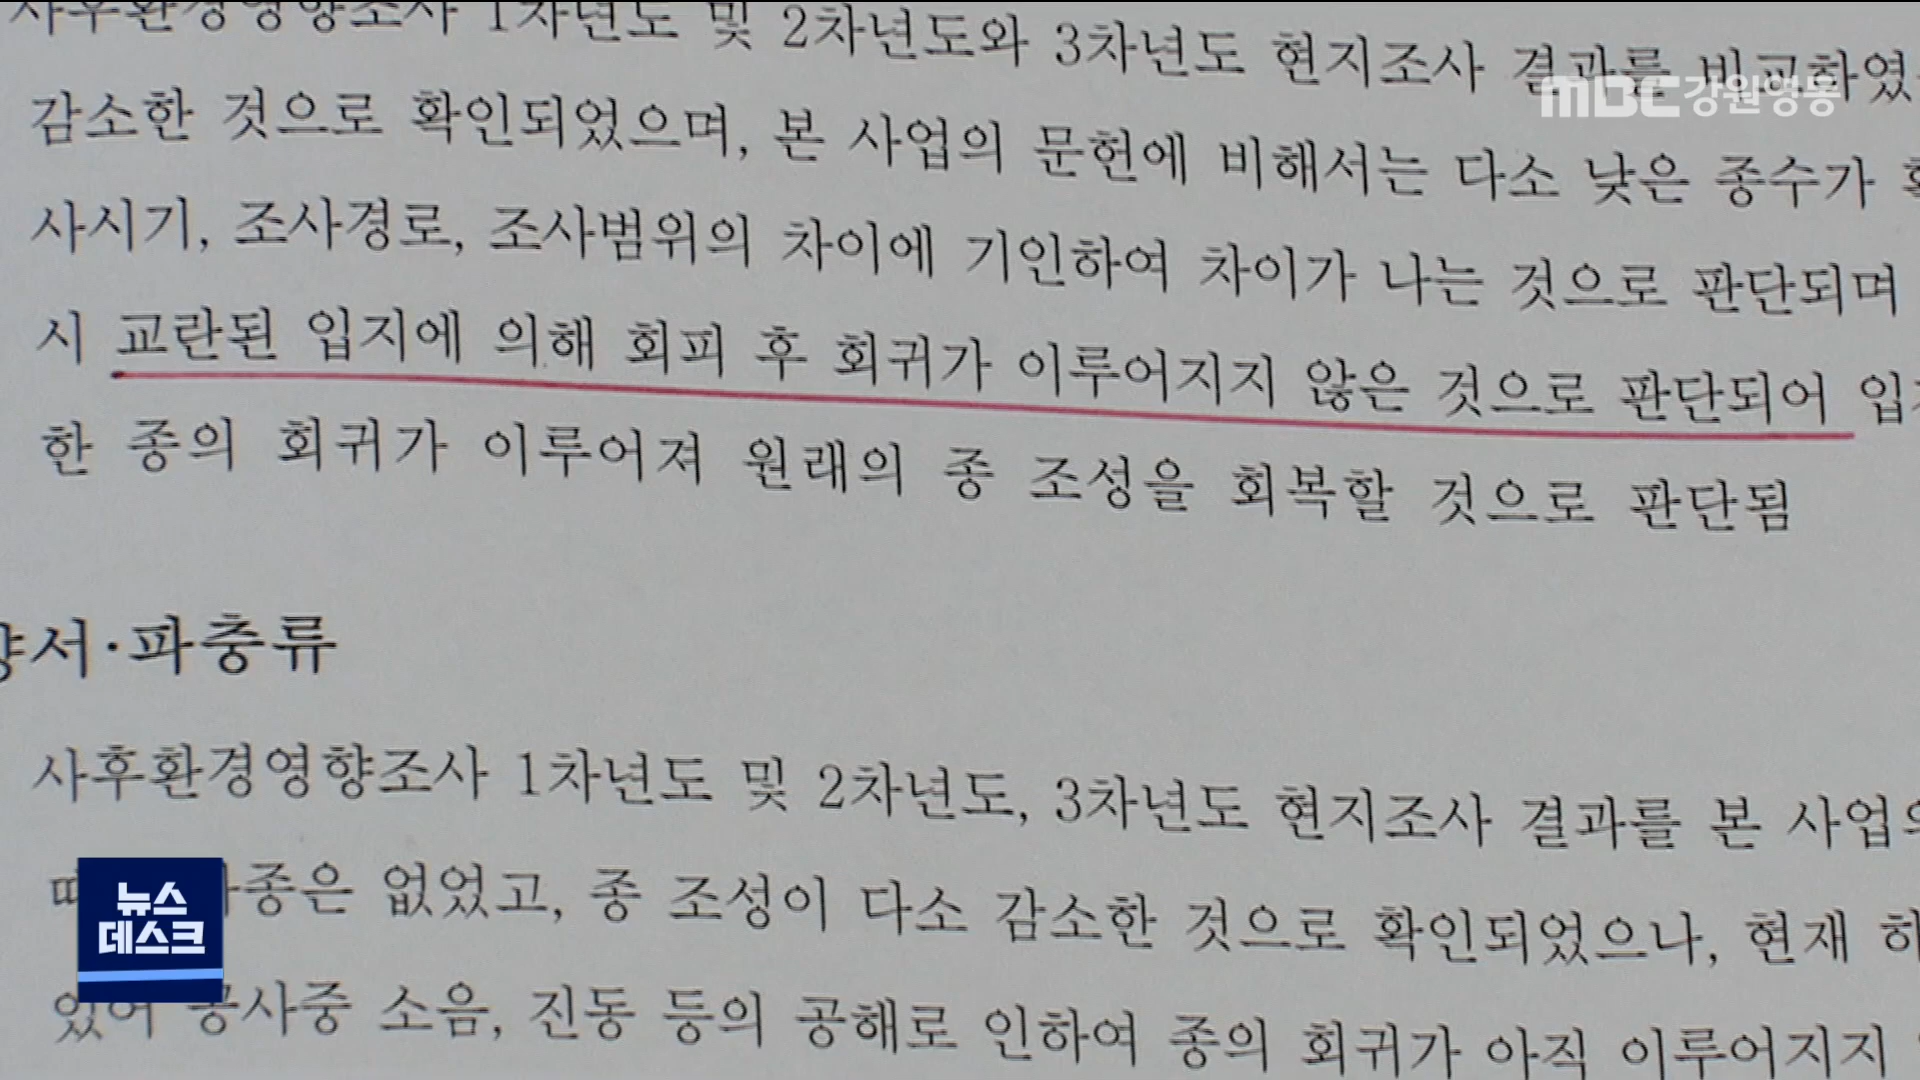 사후환경영향조사 1차년도 및 2차년도와 3차년도 현지조사 결과를 비교하였
MBC강원영동
감소한 것으로 확인되었으며, 본 사업의 문헌에 비해서는 다소 낮은 종수가
사시기, 조사경로, 조사범위의 차이에 기인하여 차이가 나는 것으로 판단되며
시 교란된 입지에 의해 회피 후 회귀가 이루어지지 않은 것으로 판단되어 입
한 종의 회귀가 이루어져 원래의 종 조성을 회복할 것으로 판단됨
양서·파충류
사후환경영향조사 1차년도 및 2차년도, 3차년도 현지조사 결과를 본 사업의
종은 없었고, 종 조성이 다소 감소한 것으로 확인되었으나, 현재
있어 공사중 소음, 진동 등의 공해로 인하여 종의 회귀가 아직 이루어지지
뉴스
데스크